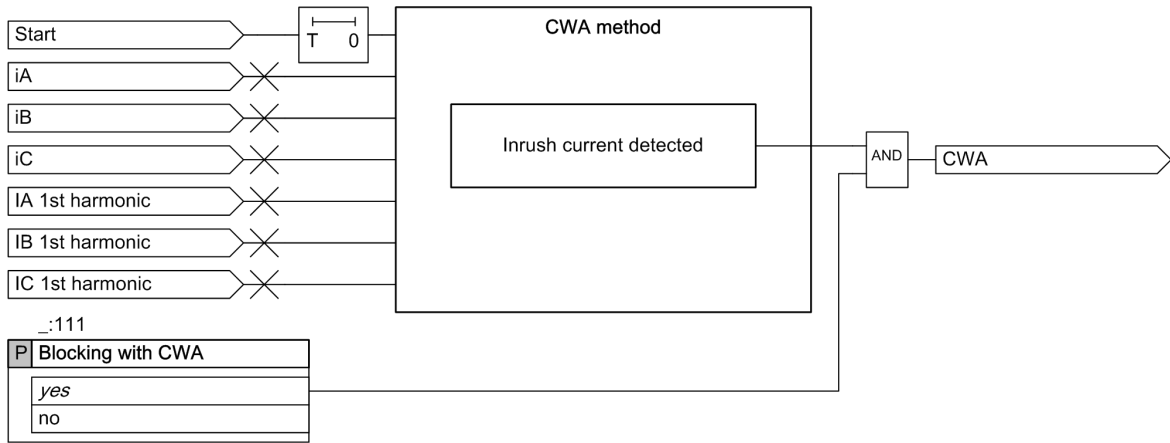 Start
T 0
CWA method
iA
iB
iC
Inrush current detected
AND
CWA
IA 1st harmonic
IB 1st harmonic
IC 1st harmonic
_:111
P Blocking with CWA
yes
no